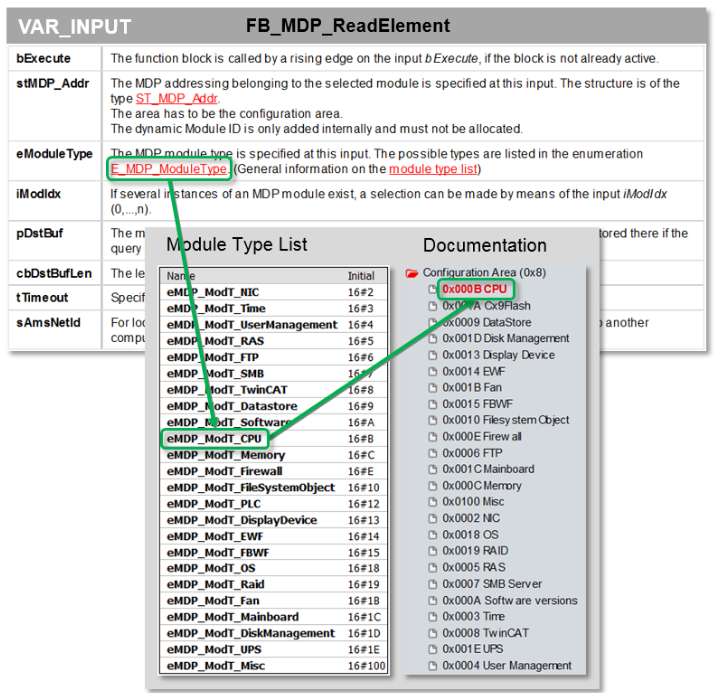 VAR_INPUT FB_MDP_ReadElement
bExecute The function block is called by a rising edge on the input bExecute, if the block is not already active.
stMDP_Addr The MDP addressing belonging to the selected module is specified at this input. The structure is of the
type ST_MDP_Addr.
The area has to be the configuration area.
The dynamic Module ID is only added internally and must not be allocated.
eModuleType The MDP module type is specified at this input. The possible types are listed in the enumeration
E_MDP_ModuleType. (General information on the module type list)
iModIdx If several instances of an MDP module exist, a selection can be made by means of the input iModIdx
(0,...,n).
pDstBuf The m tored there if the
query
cbDstBufLen The le
tTimeout Specif
sAmsNetId For loc o another
compu
Module Type List
Name Initial
eMDP_ModT_NIC 16#2
eMDP_ModT_Time 16#3
eMDP_ModT_UserManagement 16#4
eMDP_ModT_RAS 16#5
eMDP_ModT_FTP 16#6
eMDP_ModT_SMB 16#7
eMDP_ModT_TwinCAT 16#8
eMDP_ModT_Datastore 16#9
eMDP_ModT_Software 16#A
eMDP_ModT_CPU 16#B
eMDP_ModT_Memory 16#C
eMDP_ModT_Firewall 16#E
eMDP_ModT_FileSystemObject 16#10
eMDP_ModT_PLC 16#12
eMDP_ModT_DisplayDevice 16#13
eMDP_ModT_EWF 16#14
eMDP_ModT_FBWF 16#15
eMDP_ModT_OS 16#18
eMDP_ModT_Raid 16#19
eMDP_ModT_Fan 16#1B
eMDP_ModT_Mainboard 16#1C
eMDP_ModT_DiskManagement 16#1D
eMDP_ModT_UPS 16#1E
eMDP_ModT_Misc 16#100
Documentation
Configuration Area (0x8)
0x000B CPU
Cx9Flash
0x0009 DataStore
0x001D Disk Management
0x0013 Display Device
0x0014 EWF
0x001B Fan
0x0015 FBWF
0x0010 Filesystem Object
0x000E Firewall
0x0006 FTP
0x001C Mainboard
0x000C Memory
0x0100 Misc
0x0002 NIC
0x0018 OS
0x0019 RAID
0x0005 RAS
0x0007 SMB Server
0x000A Software versions
0x0003 Time
0x0008 TwinCAT
0x001E UPS
0x0004 User Management